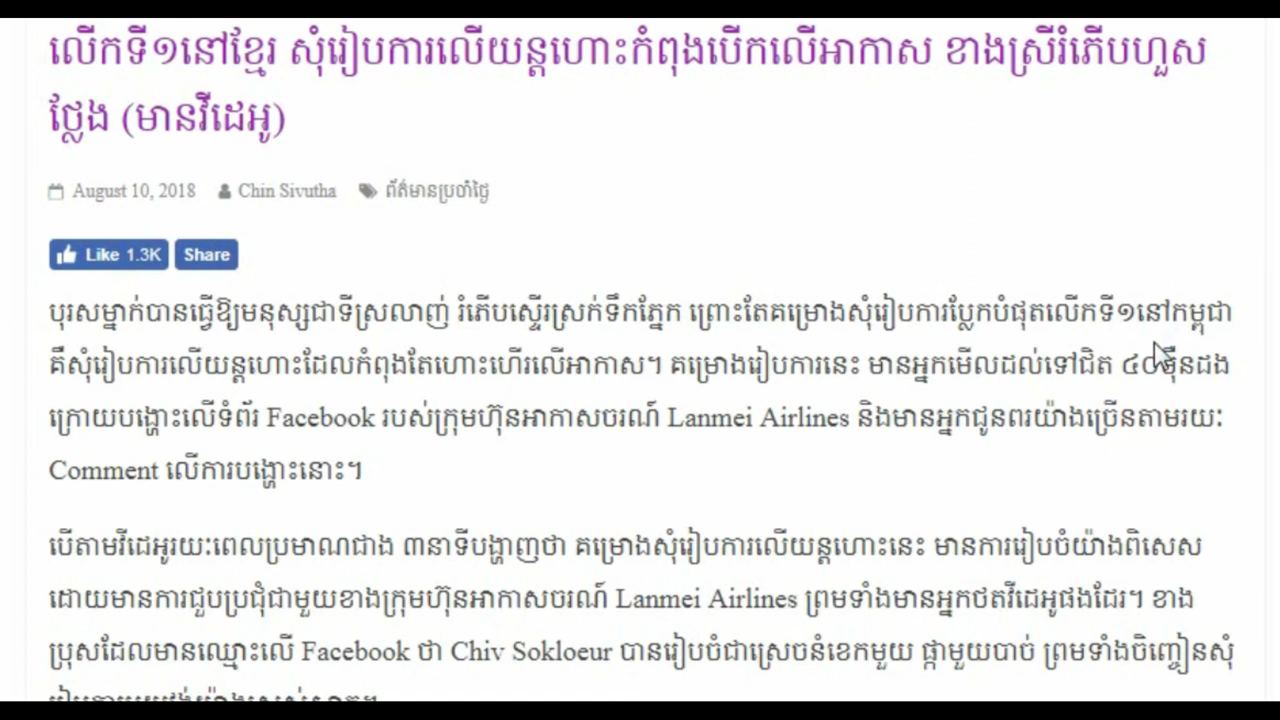 លើកទី១នៅខ្មែរ សុំរៀបការលើយន្តហោះកំពុងបើកលើអាកាស ខាងស្រីរំភើបហួស
ថ្លែង (មានវីដេអូ)
August 10, 2018 Chin Sivutha ព័ត៌មានប្រចាំថ្ងៃ
Like 1.3K Share
បុរសម្នាក់បានធ្វើឱ្យមនុស្សជាទីស្រលាញ់ រំភើបស្ទើរស្រក់ទឹកភ្នែក ព្រោះតែគម្រោងសុំរៀបការប្លែកបំផុតលើកទី១នៅកម្ពុជា
គឺសុំរៀបការលើយន្តហោះដែលកំពុងតែហោះហើរលើអាកាស។ គម្រោងរៀបការនេះ មានអ្នកមើលដល់ទៅជិត ៤០ម៉ឺនដង
ក្រោយបង្ហោះលើទំព័រ Facebook របស់ក្រុមហ៊ុនអាកាសចរណ៍ Lanmei Airlines និងមានអ្នកជូនពរយ៉ាងច្រើនតាមរយៈ
Comment លើការបង្ហោះនោះ។
បើតាមវីដេអូរយៈពេលប្រមាណជាង ៣នាទីបង្ហាញថា គម្រោងសុំរៀបការលើយន្តហោះនេះ មានការរៀបចំយ៉ាងពិសេស
ដោយមានការជួបប្រជុំជាមួយខាងក្រុមហ៊ុនអាកាសចរណ៍ Lanmei Airlines ព្រមទាំងមានអ្នកថតវីដេអូផងដែរ។ ខាង
ប្រុសដែលមានឈ្មោះលើ Facebook ថា Chiv Sokloeur បានរៀបចំជាស្រេចនំខេកមួយ ផ្កាមួយបាច់ ព្រមទាំងចិញ្ចៀនសុំ